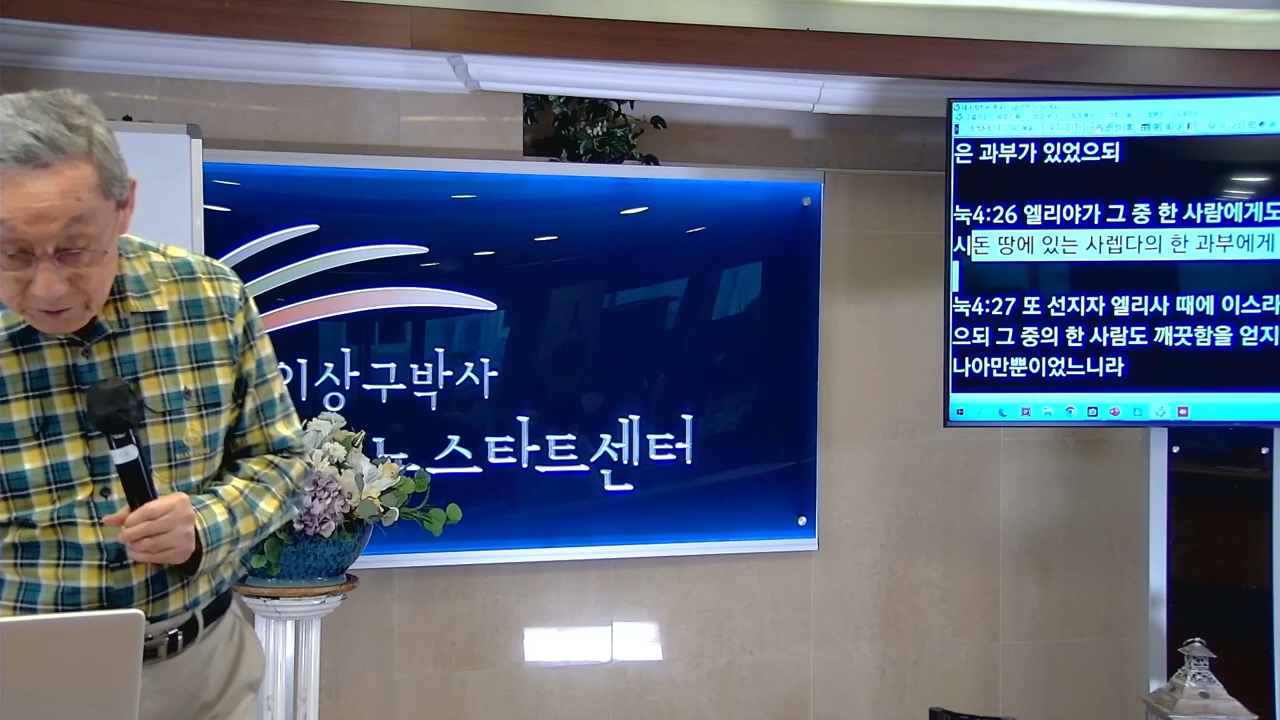 이상구박사
뉴스타트센터
은 과부가 있었으되
눅4:26 엘리야가 그 중 한 사람에게도
시돈 땅에 있는 사렙다의 한 과부에게
눅4:27 또 선지자 엘리사 때에 이스라
으되 그 중의 한 사람도 깨끗함을 얻지
나아만뿐이었느니라